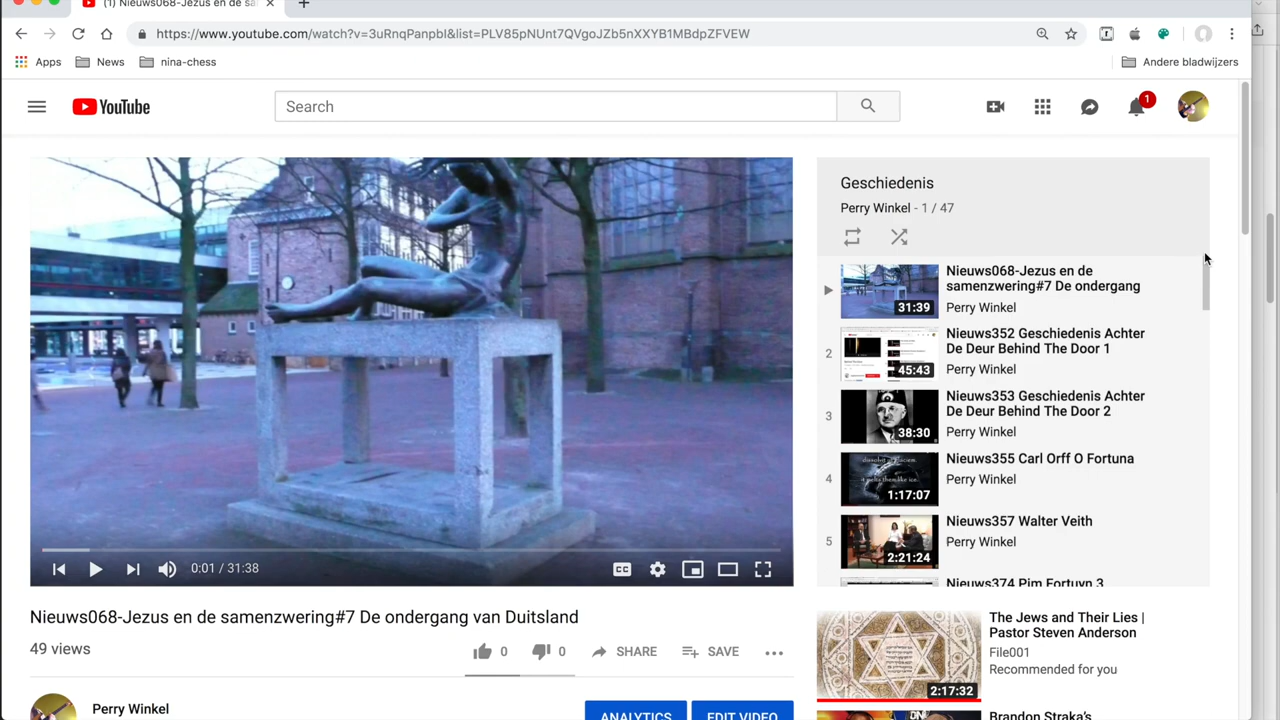 (1) Nieuws068-Jezus en de sa
https://www.youtube.com/watch?v=3uRnqPanpbI&list=PLV85pNUnt7QVgoJZb5nXXYB1MBdpZFVEW
Apps News nina-chess Andere bladwijzers
YouTube
Search
1
Geschiedenis
Perry Winkel - 1 / 47
Nieuws068-Jezus en de
samenzwering#7 De ondergang
Perry Winkel
31:39
2
Nieuws352 Geschiedenis Achter
De Deur Behind The Door 1
Perry Winkel
45:43
3
Nieuws353 Geschiedenis Achter
De Deur Behind The Door 2
Perry Winkel
38:30
4
Nieuws355 Carl Orff O Fortuna
Perry Winkel
1:17:07
5
Nieuws357 Walter Veith
Perry Winkel
2:21:24
Nieuws374 Pim Fortuyn 3
0:01 / 31:38
CC
Nieuws068-Jezus en de samenzwering#7 De ondergang van Duitsland
49 views
0 0 SHARE SAVE
Perry Winkel
ANALYTICS EDIT VIDEO
The Jews and Their Lies |
Pastor Steven Anderson
File001
Recommended for you
2:17:32
Brandon Straka's